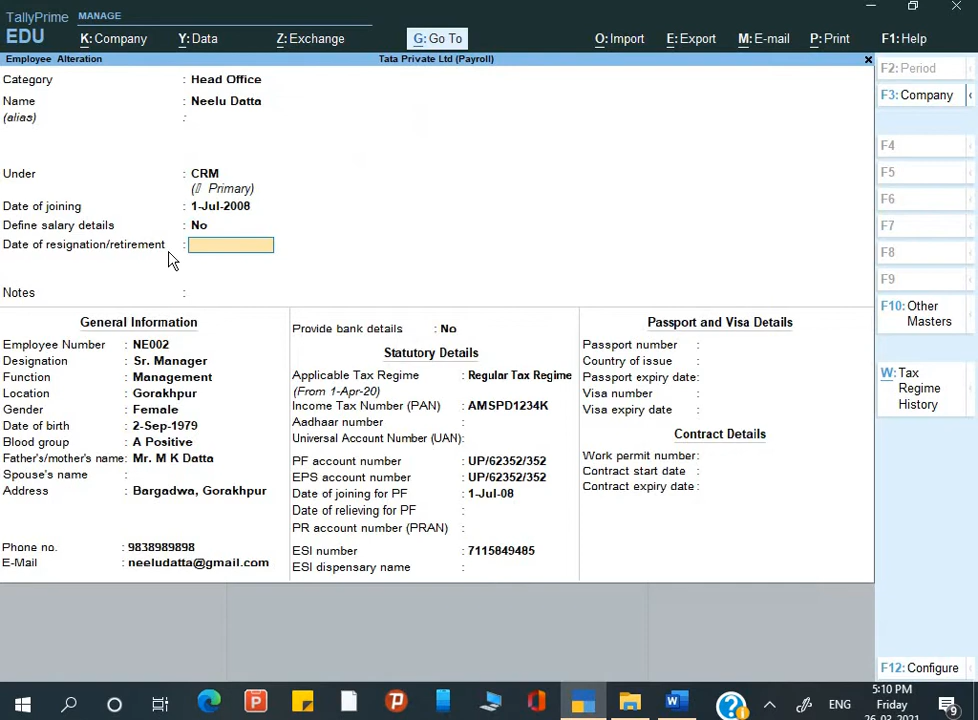 TallyPrime MANAGE
EDU K: Company Y: Data Z: Exchange G: Go To O: Import E: Export M: E-mail P: Print F1: Help
Employee Alteration Tata Private Ltd (Payroll)
Category : Head Office
Name : Neelu Datta
(alias) :
Under : CRM
Primary)
Date of joining : 1-Jul-2008
Define salary details : No
Date of resignation/retirement :
Notes :
General Information
Employee Number : NE002
Designation : Sr. Manager
Function : Management
Location : Gorakhpur
Gender : Female
Date of birth : 2-Sep-1979
Blood group : A Positive
Father's/mother's name : Mr. M K Datta
Spouse's name :
Address : Bargadwa, Gorakhpur
Phone no. : 9838989898
E-Mail : neeludatta@gmail.com
Provide bank details : No
Statutory Details
Applicable Tax Regime : Regular Tax Regime
(From 1-Apr-20)
Income Tax Number (PAN) : AMSPD1234K
Aadhaar number :
Universal Account Number (UAN):
PF account number : UP/62352/352
EPS account number : UP/62352/352
Date of joining for PF : 1-Jul-08
Date of relieving for PF :
PR account number (PRAN) :
ESI number : 7115849485
ESI dispensary name :
Passport and Visa Details
Passport number :
Country of issue :
Passport expiry date:
Visa number :
Visa expiry date :
Contract Details
Work permit number:
Contract start date :
Contract expiry date :
F2: Period
F3: Company
F4
F5
F6
F7
F8
F9
F10: Other
Masters
W: Tax
Regime
History
F12: Configure
ENG
5:10 PM
Friday
26-03-2021
9